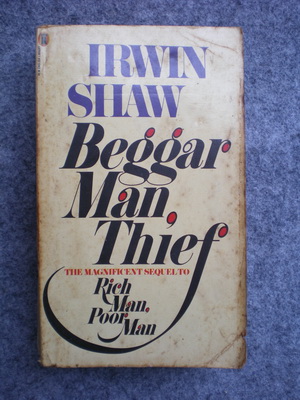 IRWIN
SHAW
Beggar
Man,
Thief
THE MAGNIFICENT SEQUEL TO
Rich
Man,
Poor
Man